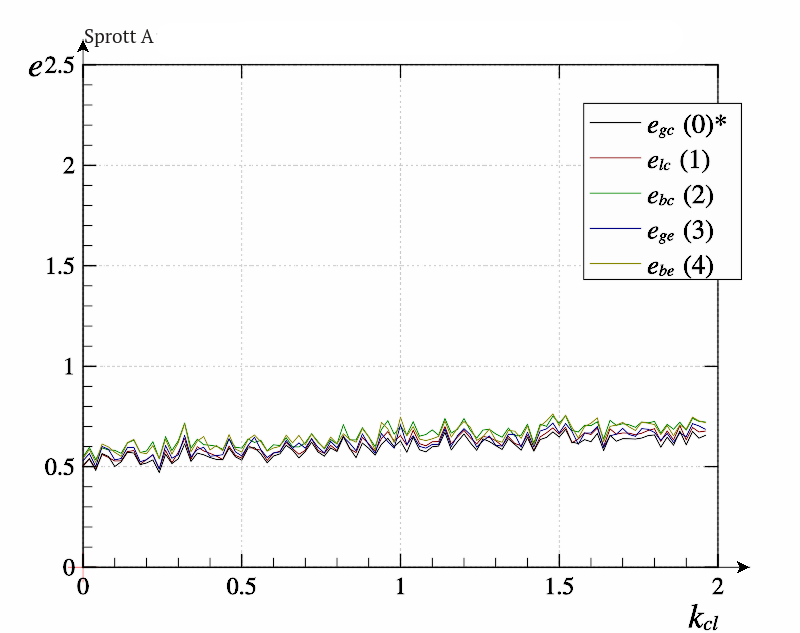 Sprott A
e
2.5
2
1.5
1
0.5
0
e_gc (0)*
e_lc (1)
e_bc (2)
e_ge (3)
e_be (4)
0 0.5 1 1.5 2
k_cl